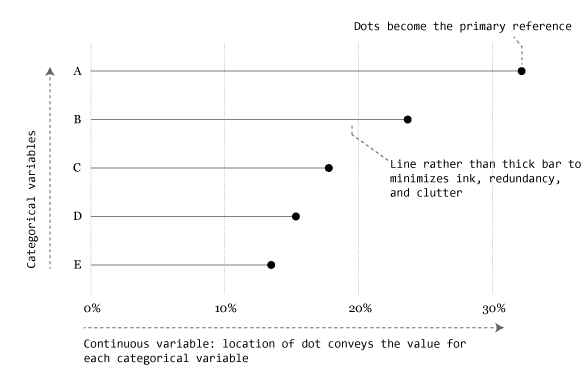 Dots become the primary reference
A
B
Line rather than thick bar to
minimizes ink, redundancy,
and clutter
C
D
E
Categorical variables
0% 10% 20% 30%
Continuous variable: location of dot conveys the value for
each categorical variable